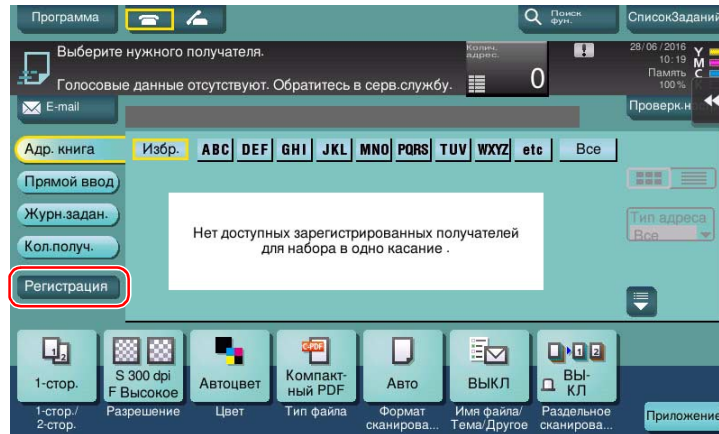 Программа
Поиск
фун.
СписокЗадани
Выберите нужного получателя.
Голосовые данные отсутствуют. Обратитесь в серв.службу.
Колич.
адрес.
0
28/06/2016
10:19
Память
100%
Y
M
C
K
E-mail
Проверк.н
Адр. книга
Избр.
ABC
DEF
GHI
JKL
MNO
PQRS
TUV
WXYZ
etc
Все
Прямой ввод
Журн.задан.
Кол.получ.
Регистрация
Нет доступных зарегистрированных получателей
для набора в одно касание .
Тип адреса
Все
1-стор.
S 300 dpi
F Высокое
Автоцвет
C-PDF
Компакт-
ный PDF
Авто
ВЫКЛ
ВЫ-
КЛ
1-стор./
2-стор.
Разрешение
Цвет
Тип файла
Формат
сканирова...
Имя файла/
Тема/Другое
Раздельное
сканирова...
Приложение